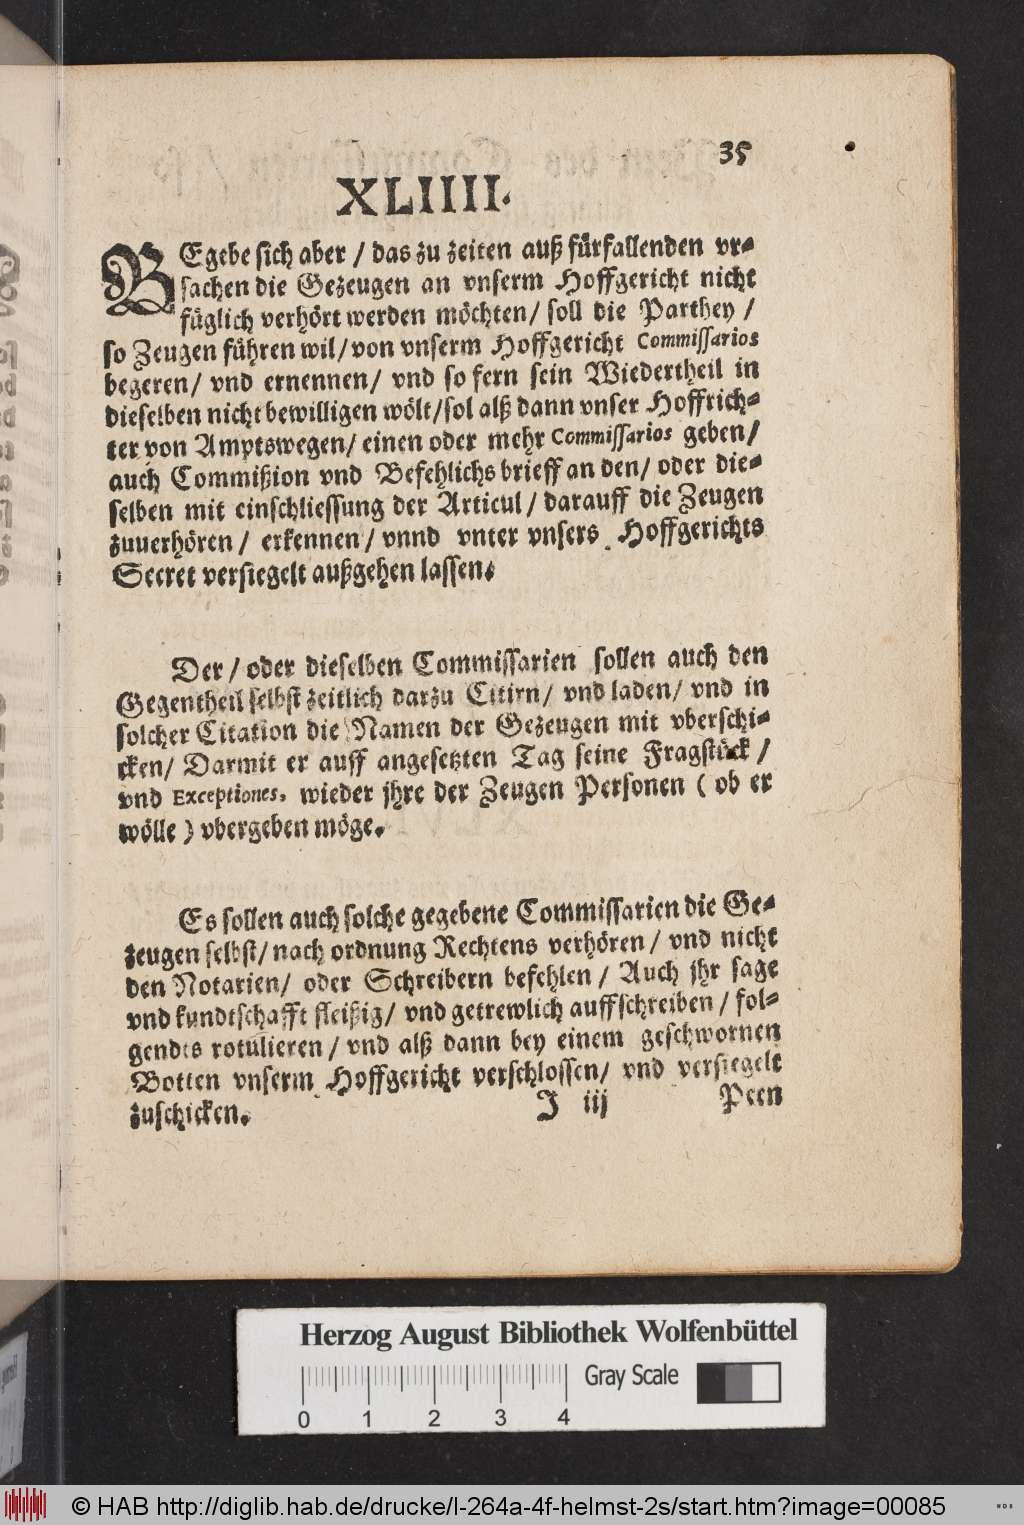 35
XLIIII.
BEgebe sich aber / das zu zeiten auß fürfallenden vr-
sachen die Gezeugen an vnserm Hoffgericht nicht
füglich verhört werden möchten / soll die Parthey /
so Zeugen führen wil / von vnserm Hoffgericht Commissarios
begeren / vnd ernennen / vnd so fern sein Wiedertheil in
dieselben nicht bewilligen wölt / sol alß dann vnser Hoffrich-
ter von Amptswegen / einen oder mehr Commissarios geben /
auch Commißion vnd Befehlichs brieff an den / oder die-
selben mit einschliessung der Articul / darauff die Zeugen
zuuerhören / erkennen / vnnd vnter vnsers Hoffgerichts
Secret versiegelt außgehen lassen.
Der / oder dieselben Commissarien sollen auch den
Gegentheil selbst zeitlich darzu Citirn / vnd laden / vnd in
solcher Citation die Namen der Gezeugen mit vberschi-
cken / Darmit er auff angesetzten Tag seine Fragstück /
vnd Exceptiones, wieder jhre der Zeugen Personen ( ob er
wölle ) vbergeben möge.
Es sollen auch solche gegebene Commissarien die Ge-
zeugen selbst / nach ordnung Rechtens verhören / vnd nicht
den Notarien / oder Schreibern befehlen / Auch jhr sage
vnd kundtschafft fleißig / vnd getrewlich auffschreiben / fol-
gendts rotulieren / vnd alß dann bey einem geschwornen
Botten vnserm Hoffgericht verschlossen / vnd versiegelt
zuschicken.
J iij Peen
Herzog August Bibliothek Wolfenbüttel
Gray Scale
0 1 2 3 4
© HAB http://diglib.hab.de/drucke/l-264a-4f-helmst-2s/start.htm?image=00085